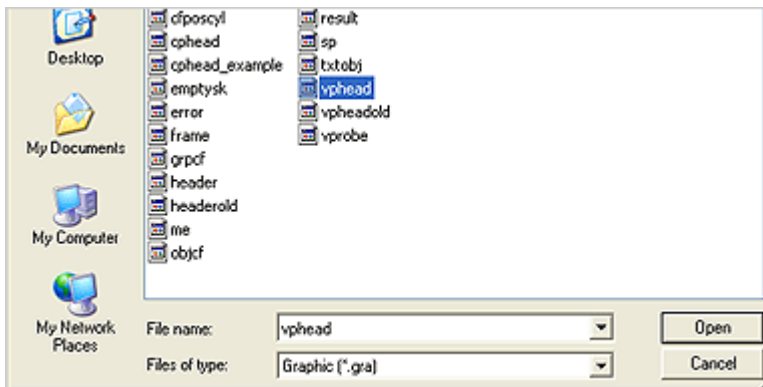 Desktop
My Documents
My Computer
My Network
Places
cfposcyl
cphead
cphead_example
emptysk
error
frame
grpcf
header
headerold
me
objcf
result
sp
txtobj
vphead
vpheadold
vprobe
File name:
vphead
Open
Files of type:
Graphic (*.gra)
Cancel